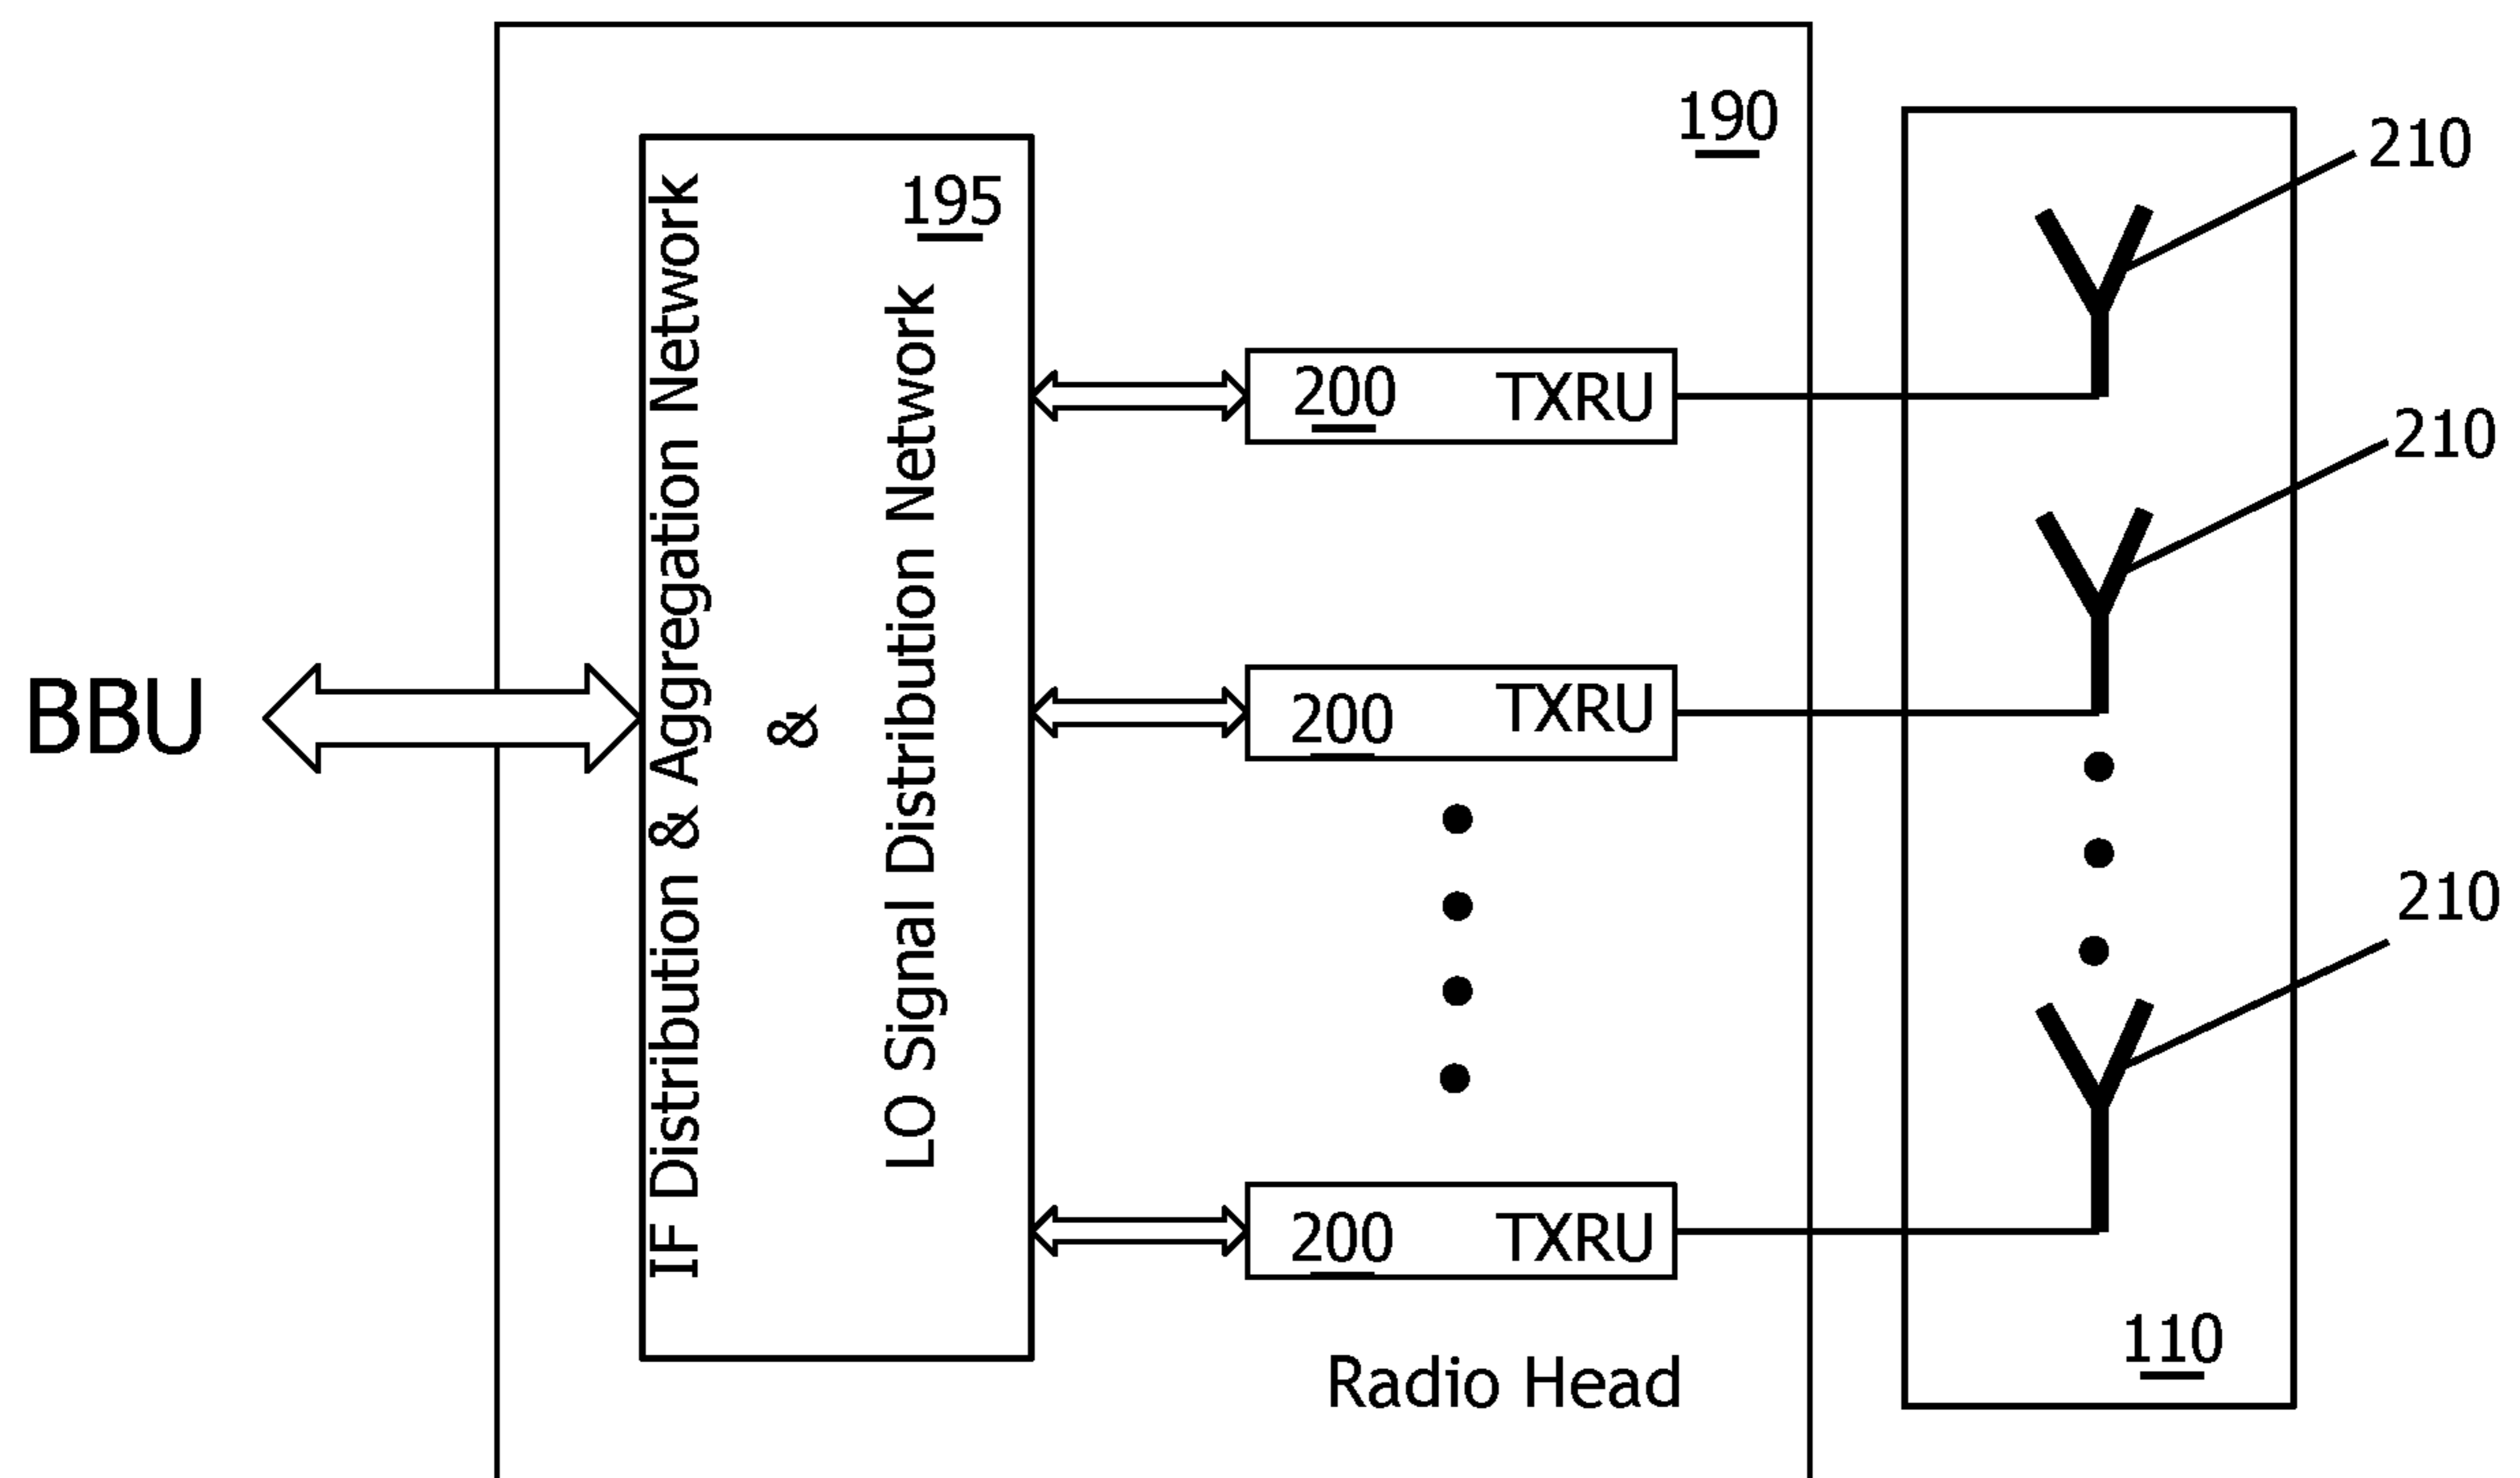 190
210
195
IF Distribution & Aggregation Network
&
LO Signal Distribution Network
200 TXRU
210
BBU
200 TXRU
210
200 TXRU
110
Radio Head